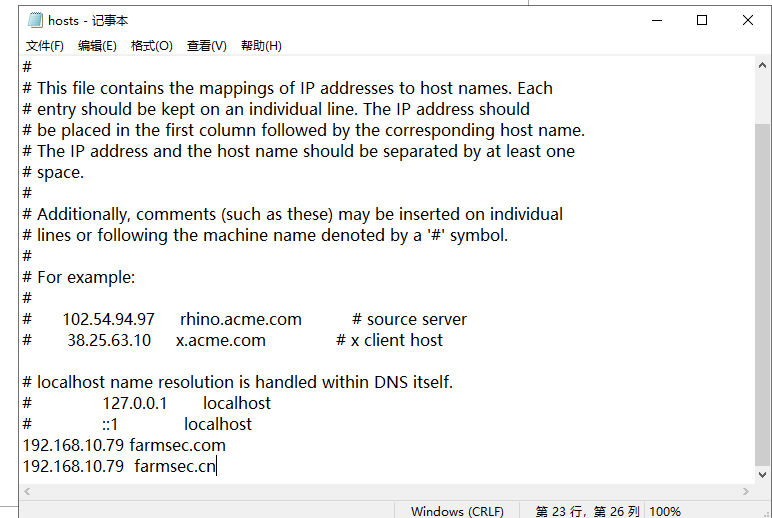 hosts - 记事本
文件(F) 编辑(E) 格式(O) 查看(V) 帮助(H)
#
# This file contains the mappings of IP addresses to host names. Each
# entry should be kept on an individual line. The IP address should
# be placed in the first column followed by the corresponding host name.
# The IP address and the host name should be separated by at least one
# space.
#
# Additionally, comments (such as these) may be inserted on individual
# lines or following the machine name denoted by a '#' symbol.
#
# For example:
#
#      102.54.94.97     rhino.acme.com          # source server
#       38.25.63.10     x.acme.com              # x client host

# localhost name resolution is handled within DNS itself.
#	127.0.0.1       localhost
#	::1             localhost
192.168.10.79 farmsec.com
192.168.10.79  farmsec.cn
Windows (CRLF) 第 23 行，第 26 列 100%